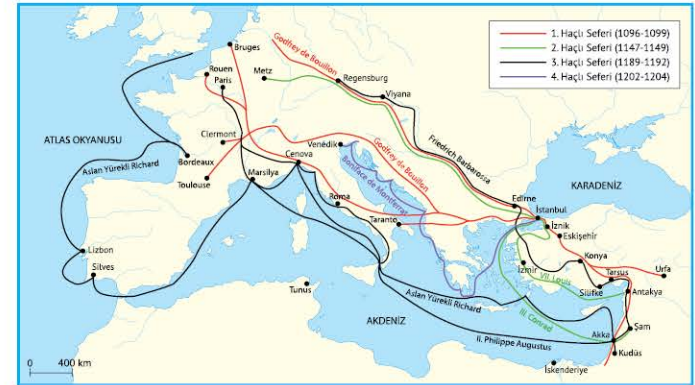 1. Haçlı Seferi (1096-1099)
2. Haçlı Seferi (1147-1149)
3. Haçlı Seferi (1189-1192)
4. Haçlı Seferi (1202-1204)
Bruges
Godfrey de Bouillon
Rouen
Paris
Metz
Regensburg
Viyana
ATLAS OKYANUSU
Clermont
Venedik
Godfrey de Bouillon
Friedrich Barbarossa
Bordeaux
Cenova
Aslan Yürekli Richard
Toulouse
Marsilya
Boniface de Montferrat
KARADENİZ
Roma
Edirne
İstanbul
Taranto
İznik
Eskişehir
Lizbon
Silves
Konya
İzmir
Tarsus
Urfa
Silifke
VII. Louis
Antakya
Tunus
Aslan Yürekli Richard
III. Conrad
AKDENİZ
Akka
Şam
II. Philippe Augustus
Kudüs
İskenderiye
0 400 km